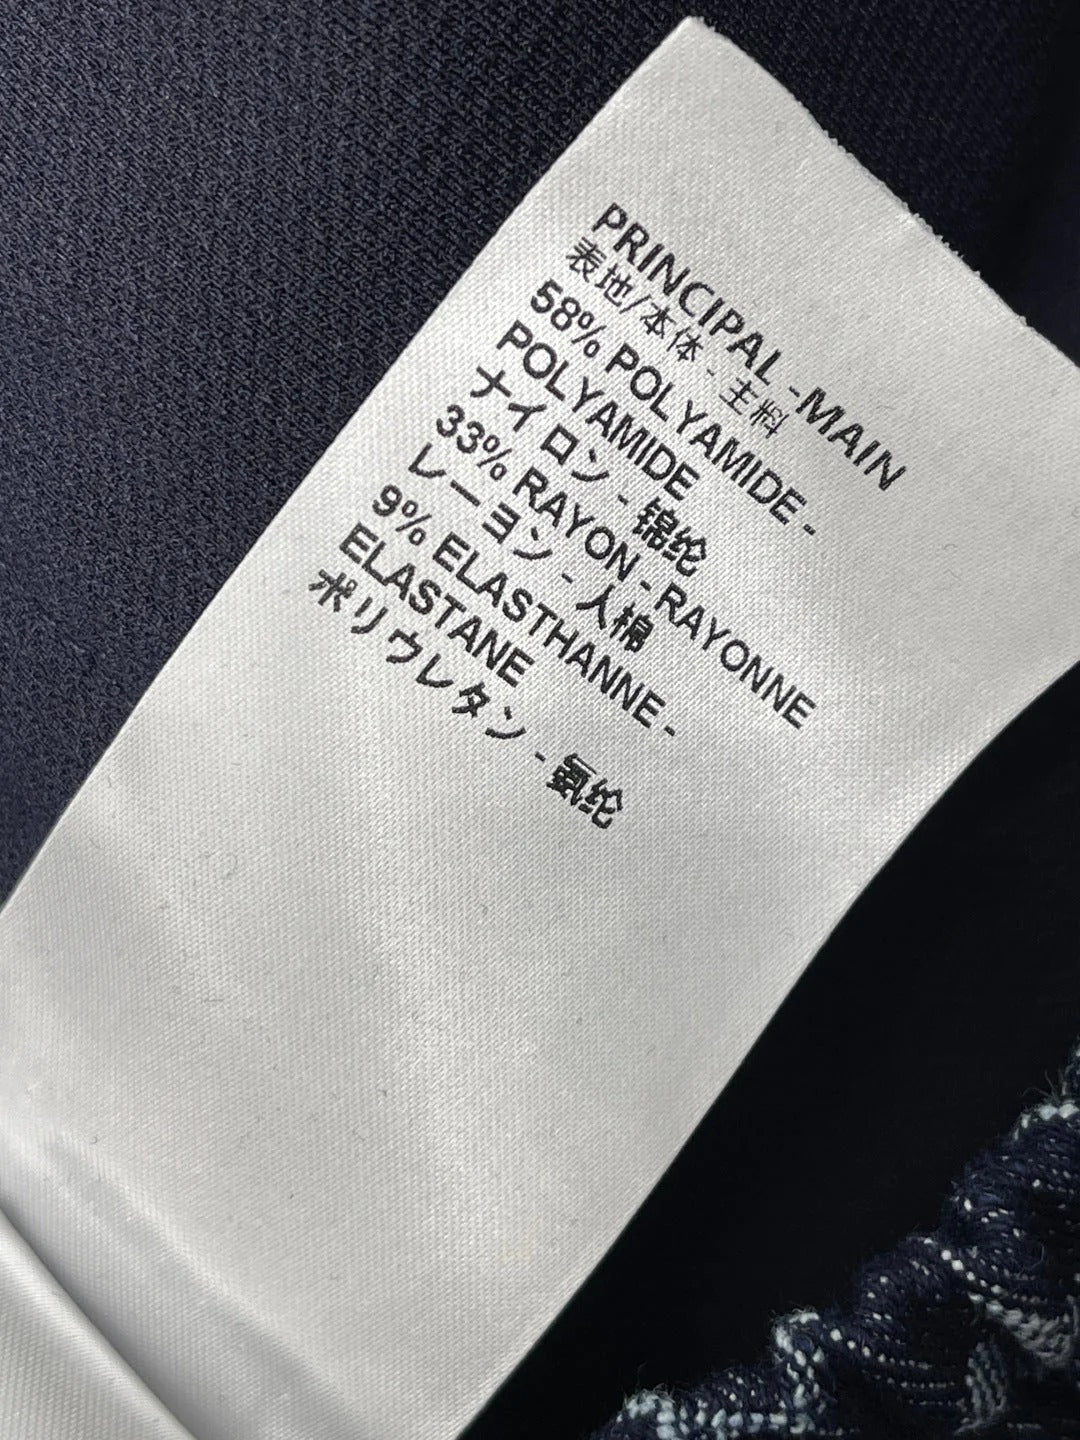 PRINCIPAL -MAIN
表地/本体 - 主料
58% POLYAMIDE -
POLYAMIDE
ナイロン - 锦纶
33% RAYON - RAYONNE
レーヨン - 人棉
9% ELASTHANNE -
ELASTANE
ポリウレタン - 氨纶